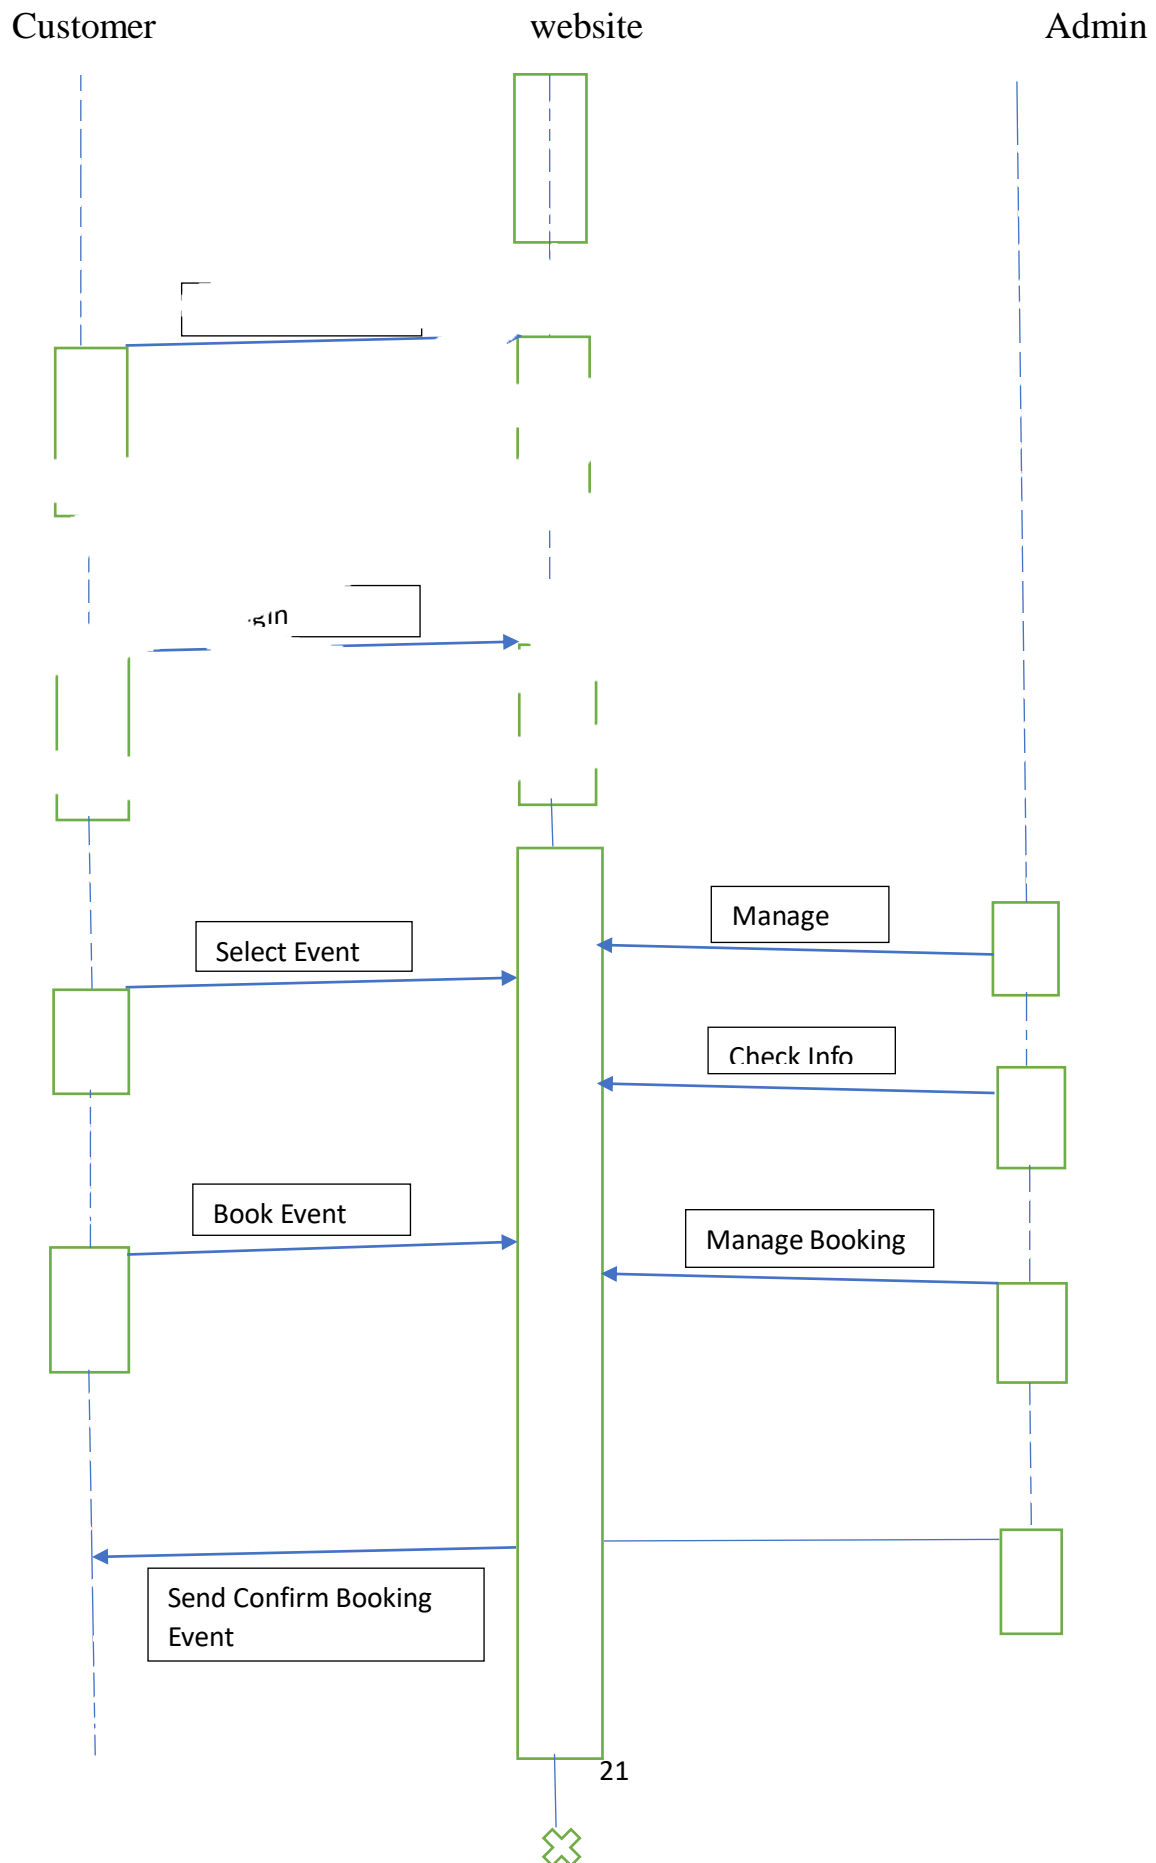 Customer website Admin
Manage
Select Event
Check Info
Book Event
Manage Booking
Send Confirm Booking
Event
21